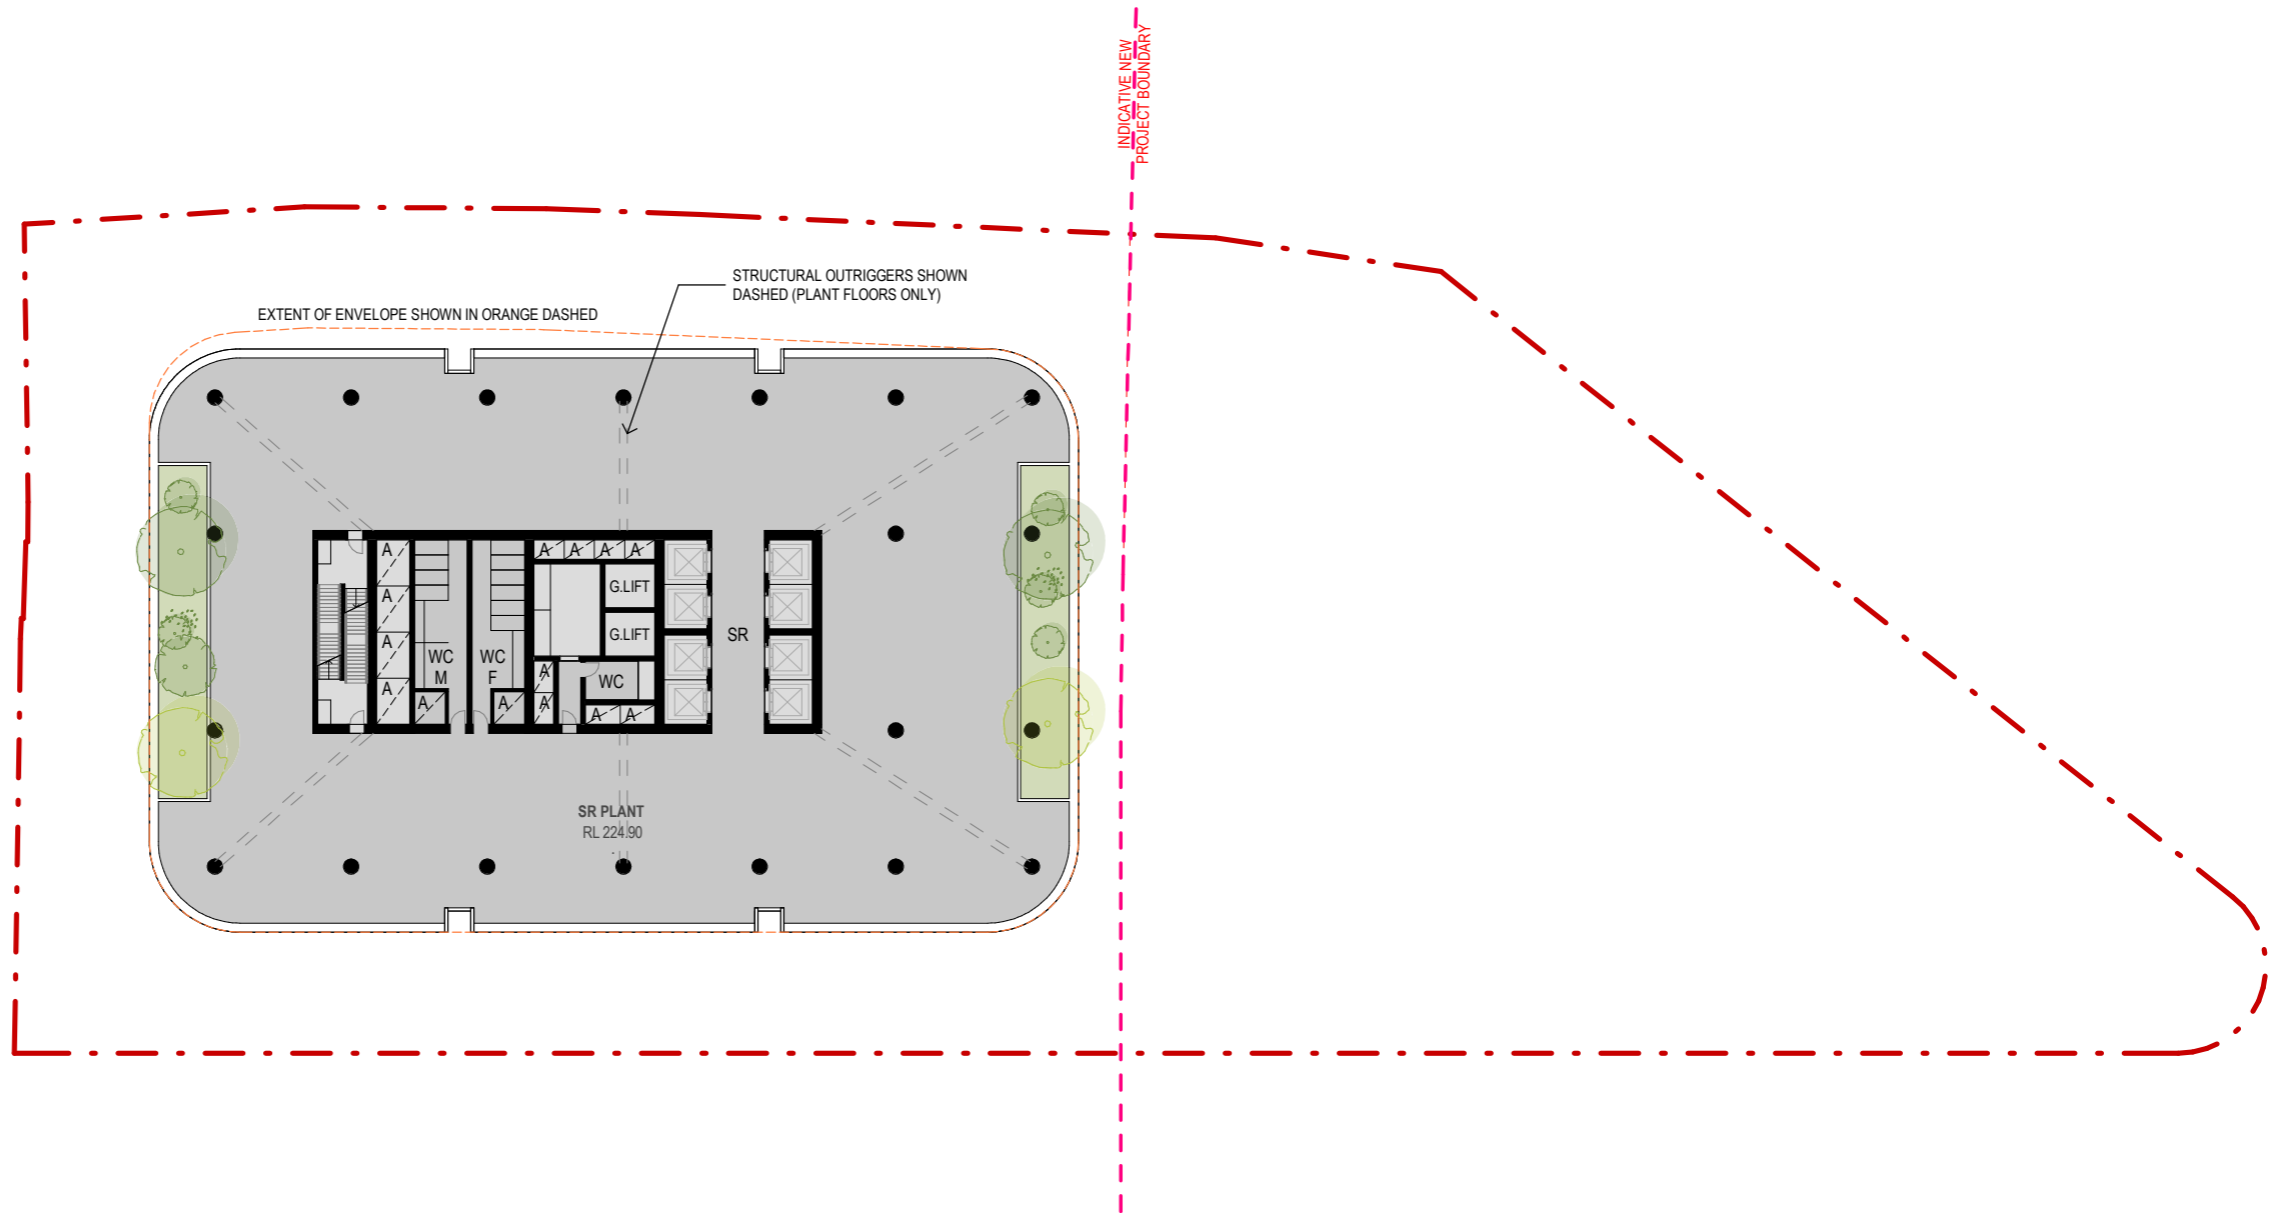 INDICATIVE NEW
PROJECT BOUNDARY
STRUCTURAL OUTRIGGERS SHOWN
DASHED (PLANT FLOORS ONLY)
EXTENT OF ENVELOPE SHOWN IN ORANGE DASHED
A
A
A
A
A
G.LIFT
A
G.LIFT
SR
A
WC
M
WC
F
A
WC
A
A
A
A
A
A
A
SR PLANT
RL 224.90